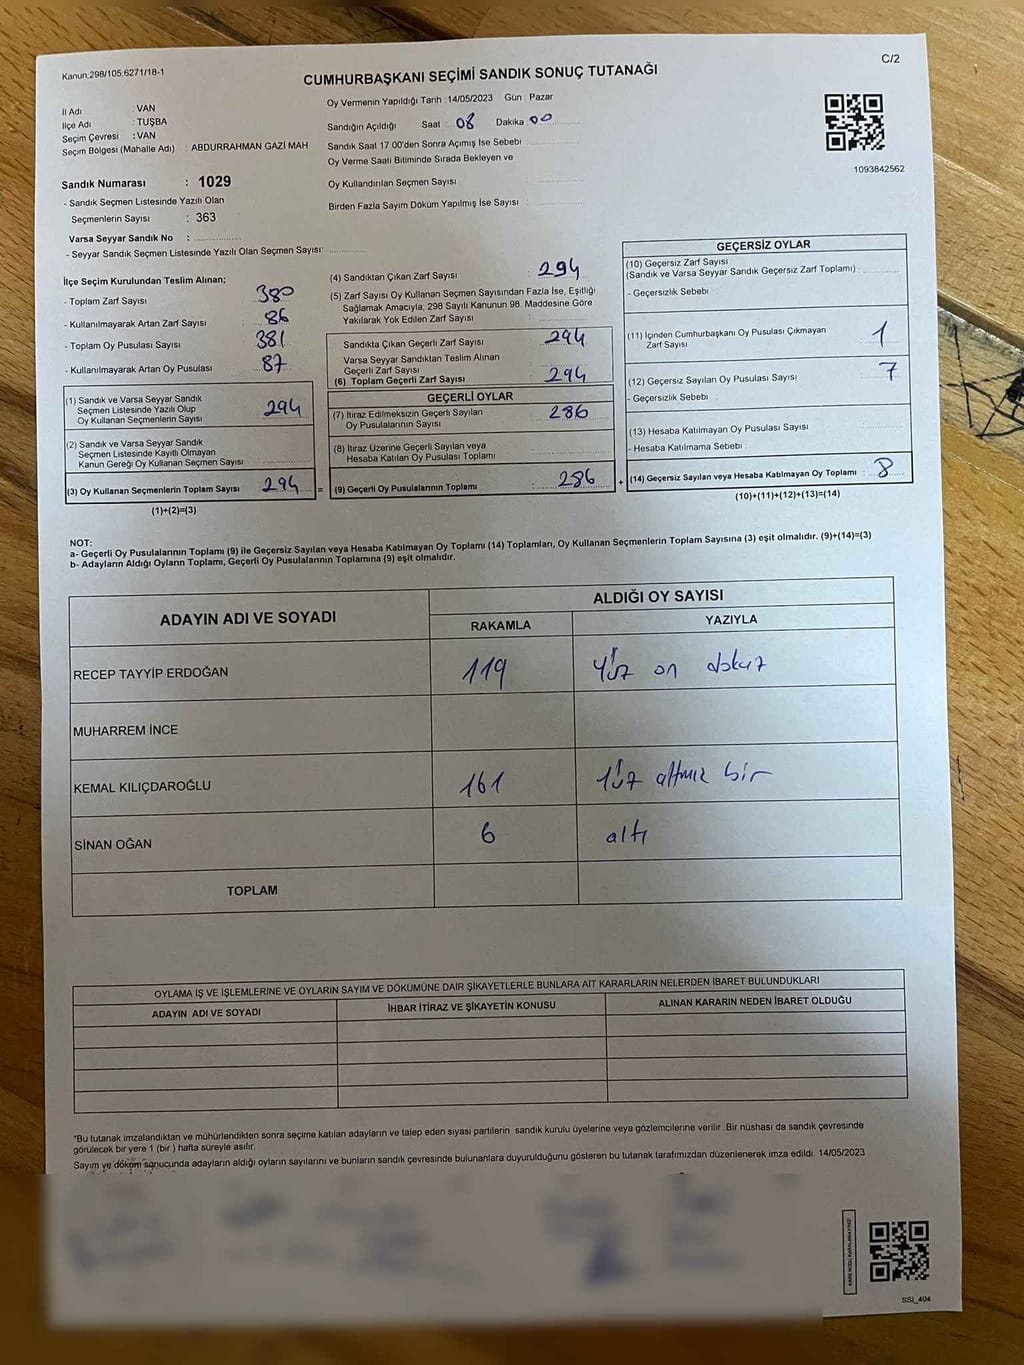 Kanun:298/105;6271/18-1
C/2
CUMHURBAŞKANI SEÇİMİ SANDIK SONUÇ TUTANAĞI
İl Adı : VAN
İlçe Adı : TUŞBA
Seçim Çevresi : VAN
Seçim Bölgesi (Mahalle Adı) : ABDURRAHMAN GAZİ MAH
Oy Vermenin Yapıldığı Tarih :14/05/2023 Gün : Pazar
Sandığın Açıldığı Saat : 08 Dakika : 00
Sandık Saat 17.00'den Sonra Açımış İse Sebebi
Oy Verme Saati Bitiminde Sırada Bekleyen ve
Oy Kullandırılan Seçmen Sayısı :
Birden Fazla Sayım Döküm Yapılmış İse Sayısı :
1093842562
Sandık Numarası : 1029
- Sandık Seçmen Listesinde Yazılı Olan
Seçmenlerin Sayısı : 363
Varsa Seyyar Sandık No :
- Seyyar Sandık Seçmen Listesinde Yazılı Olan Seçmen Sayısı:
İlçe Seçim Kurulundan Teslim Alınan;
- Toplam Zarf Sayısı 380
- Kullanılmayarak Artan Zarf Sayısı 86
- Toplam Oy Pusulası Sayısı 381
- Kullanılmayarak Artan Oy Pusulası 87
(1) Sandık ve Varsa Seyyar Sandık
Seçmen Listesinde Yazılı Olup
Oy Kullanan Seçmenlerin Sayısı 294
(2) Sandık ve Varsa Seyyar Sandık
Seçmen Listesinde Kayıtlı Olmayan
Kanun Gereği Oy Kullanan Seçmen Sayısı
(3) Oy Kullanan Seçmenlerin Toplam Sayısı 294 =
(1)+(2)=(3)
(4) Sandıktan Çıkan Zarf Sayısı : 294
(5) Zarf Sayısı Oy Kullanan Seçmen Sayısından Fazla İse, Eşitliği
Sağlamak Amacıyla; 298 Sayılı Kanunun 98. Maddesine Göre
Yakılarak Yok Edilen Zarf Sayısı :
Sandıkta Çıkan Geçerli Zarf Sayısı : 294
Varsa Seyyar Sandıktan Teslim Alınan
Geçerli Zarf Sayısı
(6) Toplam Geçerli Zarf Sayısı : 294
GEÇERLİ OYLAR
(7) İtiraz Edilmeksizin Geçerli Sayılan
Oy Pusulalarının Sayısı : 286
(8) İtiraz Üzerine Geçerli Sayılan veya
Hesaba Katılan Oy Pusulası Toplamı
(9) Geçerli Oy Pusulalarının Toplamı : 286 +
GEÇERSİZ OYLAR
(10) Geçersiz Zarf Sayısı
(Sandık ve Varsa Seyyar Sandık Geçersiz Zarf Toplamı) :
- Geçersizlik Sebebi :
(11) İçinden Cumhurbaşkanı Oy Pusulası Çıkmayan
Zarf Sayısı : 1
(12) Geçersiz Sayılan Oy Pusulası Sayısı : 7
- Geçersizlik Sebebi :
(13) Hesaba Katılmayan Oy Pusulası Sayısı :
- Hesaba Katılmama Sebebi :
(14) Geçersiz Sayılan veya Hesaba Katılmayan Oy Toplamı : 8
(10)+(11)+(12)+(13)=(14)
NOT:
a- Geçerli Oy Pusulalarının Toplamı (9) ile Geçersiz Sayılan veya Hesaba Katılmayan Oy Toplamı (14) Toplamları, Oy Kullanan Seçmenlerin Toplam Sayısına (3) eşit olmalıdır. (9)+(14)=(3)
b- Adayların Aldığı Oyların Toplamı, Geçerli Oy Pusulalarının Toplamına (9) eşit olmalıdır.
ADAYIN ADI VE SOYADI
ALDIĞI OY SAYISI
RAKAMLA YAZIYLA
RECEP TAYYİP ERDOĞAN 119 Yüz on dokuz
MUHARREM İNCE
KEMAL KILIÇDAROĞLU 161 Yüz altmış bir
SİNAN OĞAN 6 altı
TOPLAM
OYLAMA İŞ VE İŞLEMLERİNE VE OYLARIN SAYIM VE DÖKÜMÜNE DAİR ŞİKAYETLERLE BUNLARA AİT KARARLARIN NELERDEN İBARET BULUNDUKLARI
ADAYIN ADI VE SOYADI İHBAR İTİRAZ VE ŞİKAYETİN KONUSU ALINAN KARARIN NEDEN İBARET OLDUĞU
*Bu tutanak imzalandıktan ve mühürlendikten sonra seçime katılan adayların ve talep eden siyasi partilerin sandık kurulu üyelerine veya gözlemcilerine verilir. Bir nüshası da sandık çevresinde
görülecek bir yere 1 (bir) hafta süreyle asılır.
Sayım ve döküm sonucunda adayların aldığı oyların sayılarını ve bunların sandık çevresinde bulunanlara duyurulduğunu gösteren bu tutanak tarafımızdan düzenlenerek imza edildi. 14/05/2023
KARE KODU KARALAMAYINIZ!
SSI_404